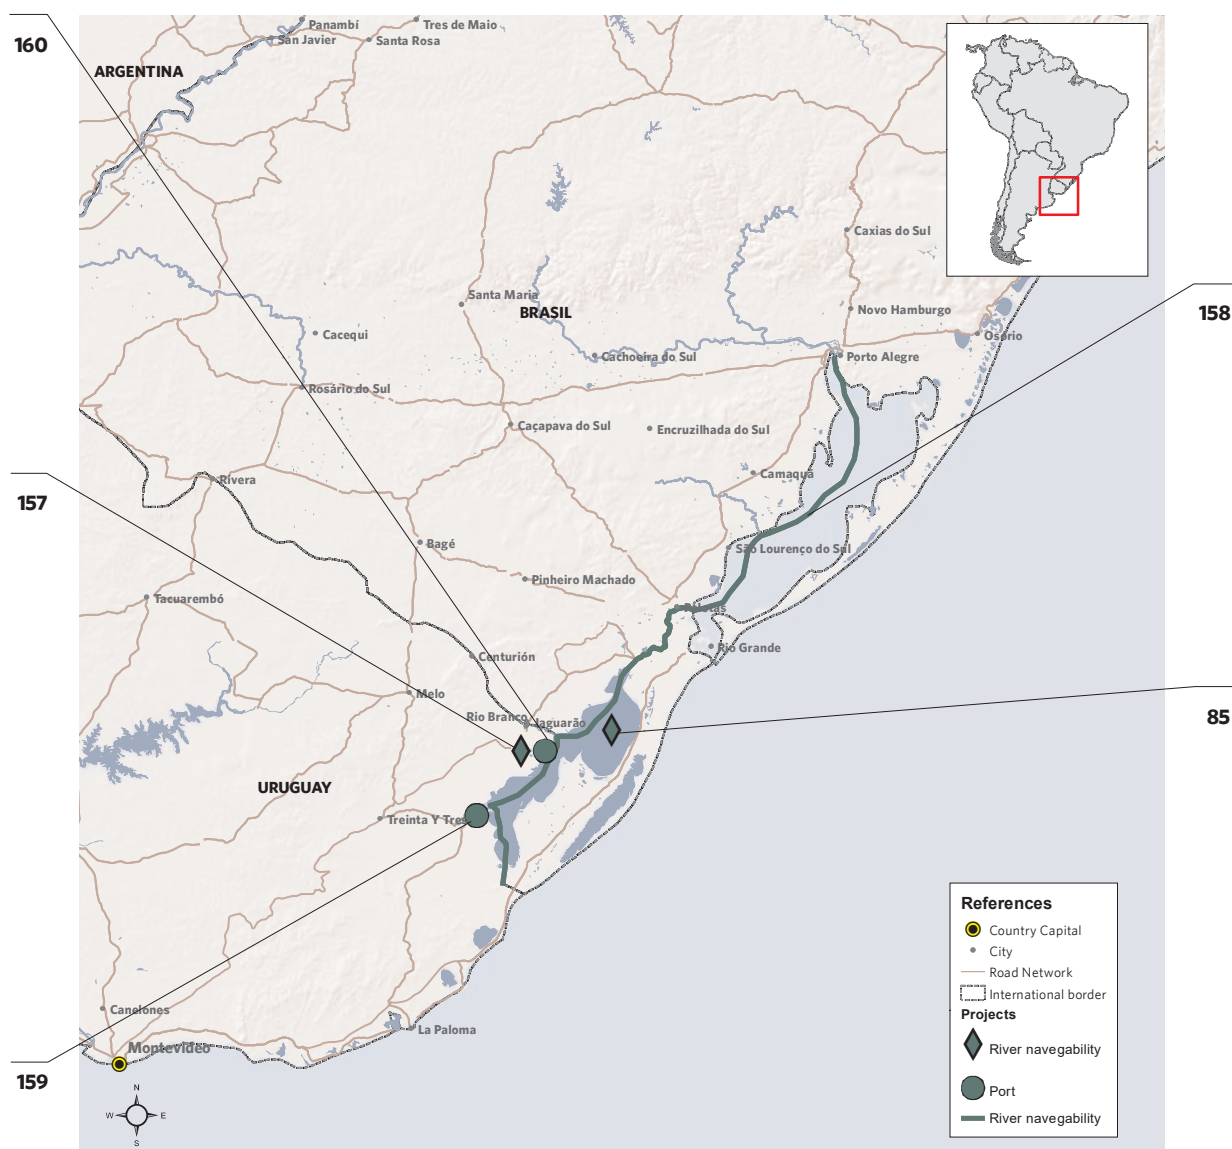 Panambí
Tres de Maio
San Javier
Santa Rosa
160
ARGENTINA
Caxias do Sul
Santa Maria
BRASIL
Novo Hamburgo
158
Cacequi
Osório
Cachoeira do Sul
Porto Alegre
Rosário do Sul
Caçapava do Sul
Encruzilhada do Sul
Camaquã
Rivera
157
Bagé
São Lourenço do Sul
Pinheiro Machado
Tacuarembó
Pelotas
Rio Grande
Centurión
Melo
Rio Branco
Jaguarão
85
URUGUAY
Treinta Y Tres
References
Country Capital
City
Road Network
International border
Projects
River navegability
Port
River navegability
Canelones
La Paloma
Montevideo
159
N
W
E
S